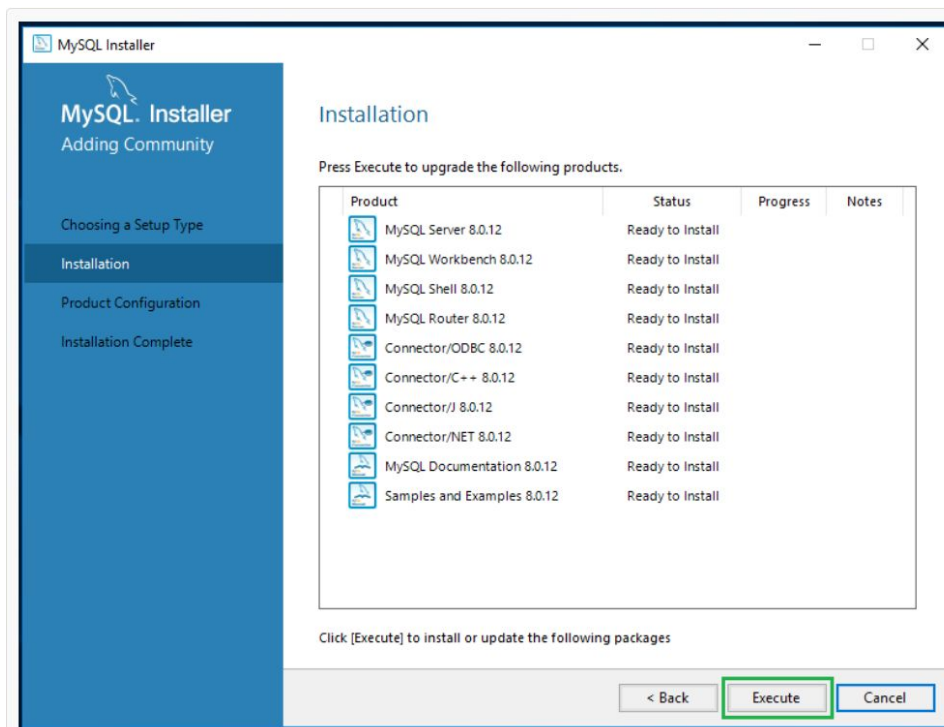 MySQL Installer
MySQL. Installer
Adding Community
Choosing a Setup Type
Installation
Product Configuration
Installation Complete
Installation
Press Execute to upgrade the following products.
Product Status Progress Notes
MySQL Server 8.0.12 Ready to Install
MySQL Workbench 8.0.12 Ready to Install
MySQL Shell 8.0.12 Ready to Install
MySQL Router 8.0.12 Ready to Install
Connector/ODBC 8.0.12 Ready to Install
Connector/C++ 8.0.12 Ready to Install
Connector/J 8.0.12 Ready to Install
Connector/NET 8.0.12 Ready to Install
MySQL Documentation 8.0.12 Ready to Install
Samples and Examples 8.0.12 Ready to Install
Click [Execute] to install or update the following packages
< Back Execute Cancel